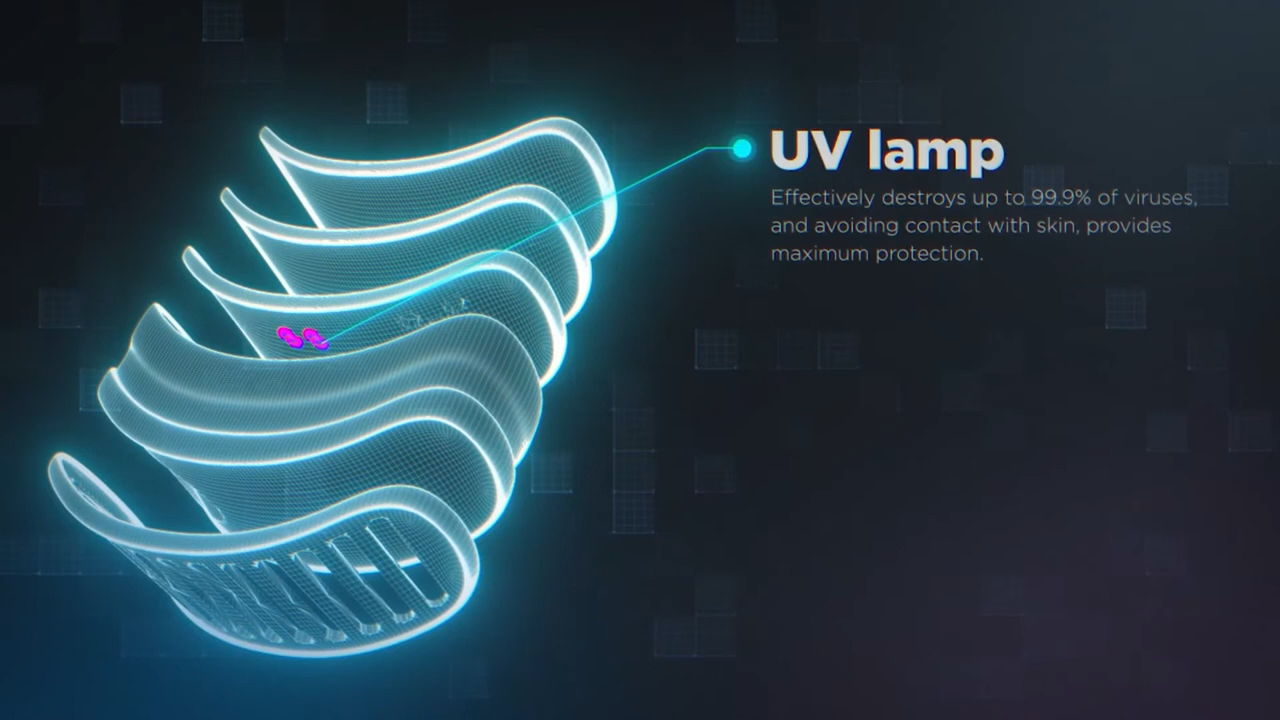 UV lamp
Effectively destroys up to 99.9% of viruses,
and avoiding contact with skin, provides
maximum protection.